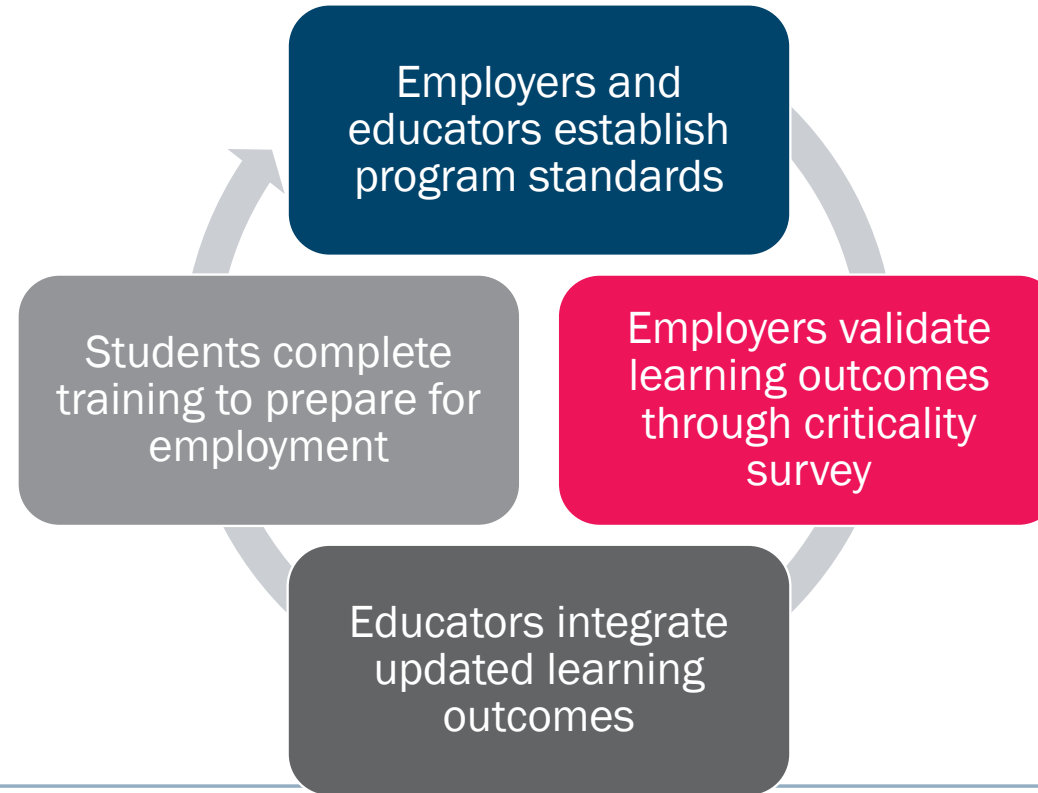 Employers and
educators establish
program standards
Employers validate
learning outcomes
through criticality
survey
Educators integrate
updated learning
outcomes
Students complete
training to prepare for
employment